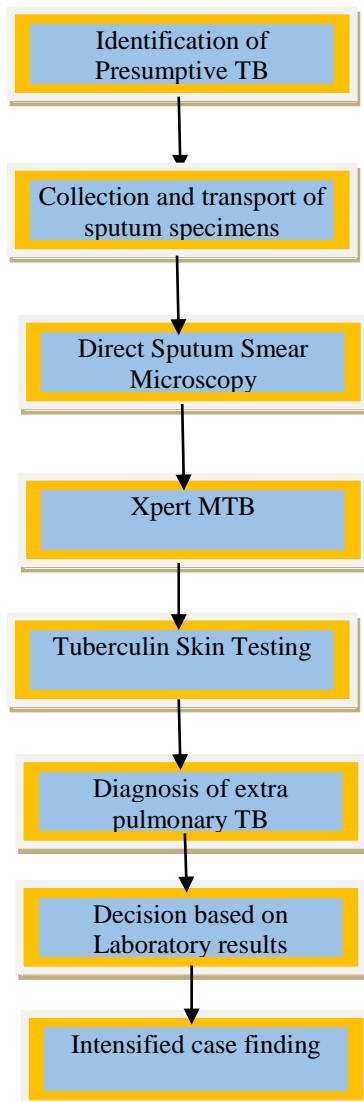 Identification of
Presumptive TB
Collection and transport of
sputum specimens
Direct Sputum Smear
Microscopy
Xpert MTB
Tuberculin Skin Testing
Diagnosis of extra
pulmonary TB
Decision based on
Laboratory results
Intensified case finding